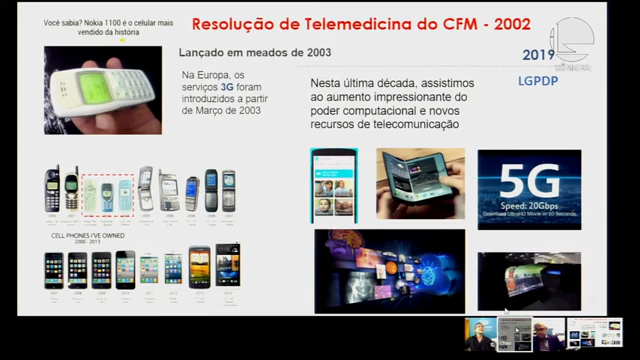 Você sabia? Nokia 1100 é o celular mais
vendido da história
Resolução de Telemedicina do CFM - 2002
Lançado em meados de 2003
2019
LGPDP
Na Europa, os
serviços 3G foram
introduzidos a partir
de Março de 2003
Nesta última década, assistimos
ao aumento impressionante do
poder computacional e novos
recursos de telecomunicação
5G
Speed: 20Gbps
CELL PHONES I'VE OWNED
2000 - 2013